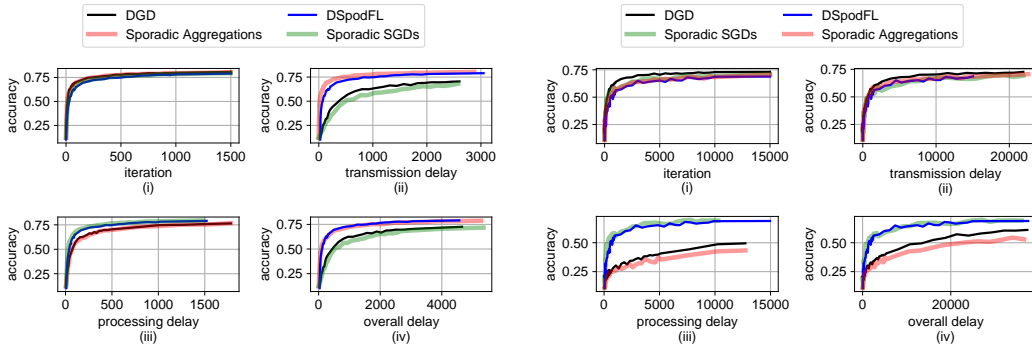 DGD DSpodFL
Sporadic Aggregations Sporadic SGDs
accuracy
0.75
0.50
0.25
0 500 1000 1500
iteration
(i)
accuracy
0.75
0.50
0.25
0 1000 2000 3000
transmission delay
(ii)
accuracy
0.75
0.50
0.25
0 500 1000 1500
processing delay
(iii)
accuracy
0.75
0.50
0.25
0 2000 4000
overall delay
(iv)
DGD DSpodFL
Sporadic SGDs Sporadic Aggregations
accuracy
0.75
0.50
0.25
0 5000 10000 15000
iteration
(i)
accuracy
0.75
0.50
0.25
0 10000 20000
transmission delay
(ii)
accuracy
0.50
0.25
0 5000 10000 15000
processing delay
(iii)
accuracy
0.50
0.25
20000
overall delay
(iv)